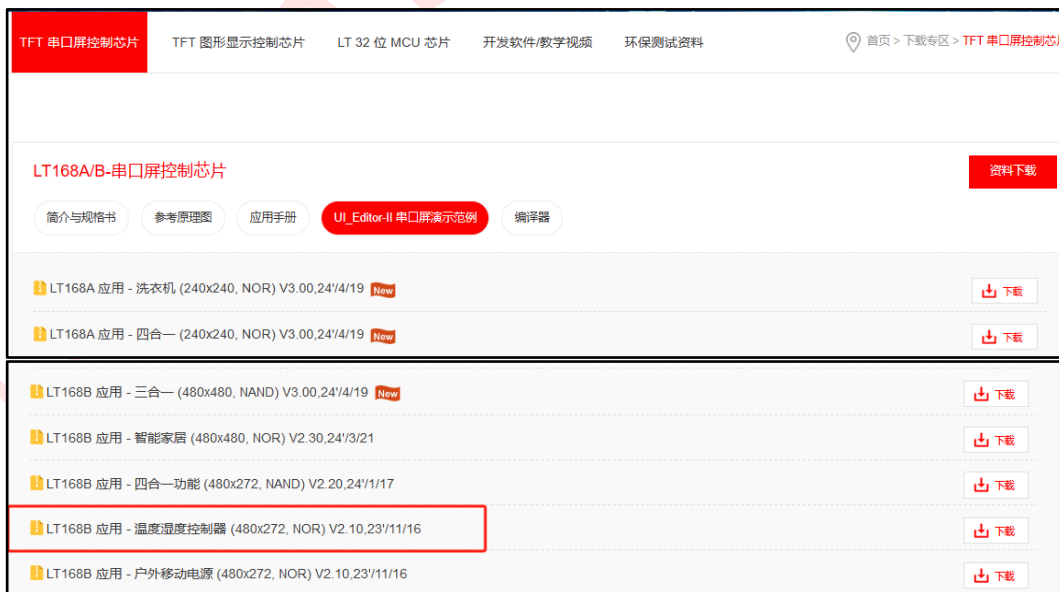 TFT 串口屏控制芯片 TFT 图形显示控制芯片 LT 32 位 MCU 芯片 开发软件/教学视频 环保测试资料 首页 > 下载专区 > TFT 串口屏控制芯
LT168A/B-串口屏控制芯片 资料下载
简介与规格书 参考原理图 应用手册 UI_Editor-II 串口屏演示范例 编译器
LT168A 应用 - 洗衣机 (240x240, NOR) V3.00,24'/4/19 New 下载
LT168A 应用 - 四合一 (240x240, NOR) V3.00,24'/4/19 New 下载
LT168B 应用 - 三合一 (480x480, NAND) V3.00,24'/4/19 New 下载
LT168B 应用 - 智能家居 (480x480, NOR) V2.30,24'/3/21 下载
LT168B 应用 - 四合一功能 (480x272, NAND) V2.20,24'/1/17 下载
LT168B 应用 - 温度湿度控制器 (480x272, NOR) V2.10,23'/11/16 下载
LT168B 应用 - 户外移动电源 (480x272, NOR) V2.10,23'/11/16 下载